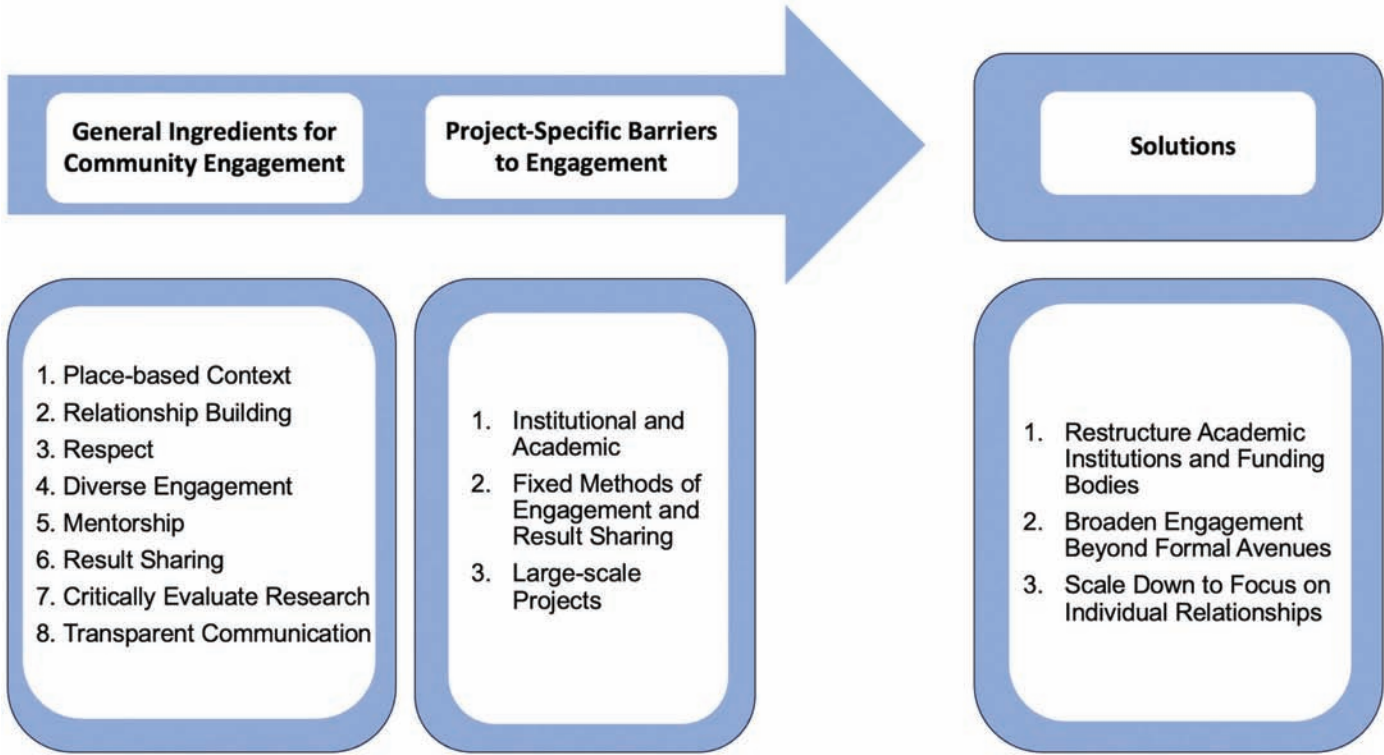 General Ingredients for
Community Engagement
Project-Specific Barriers
to Engagement
Solutions
1. Place-based Context
2. Relationship Building
3. Respect
4. Diverse Engagement
5. Mentorship
6. Result Sharing
7. Critically Evaluate Research
8. Transparent Communication
1. Institutional and
Academic
2. Fixed Methods of
Engagement and
Result Sharing
3. Large-scale
Projects
1. Restructure Academic
Institutions and Funding
Bodies
2. Broaden Engagement
Beyond Formal Avenues
3. Scale Down to Focus on
Individual Relationships